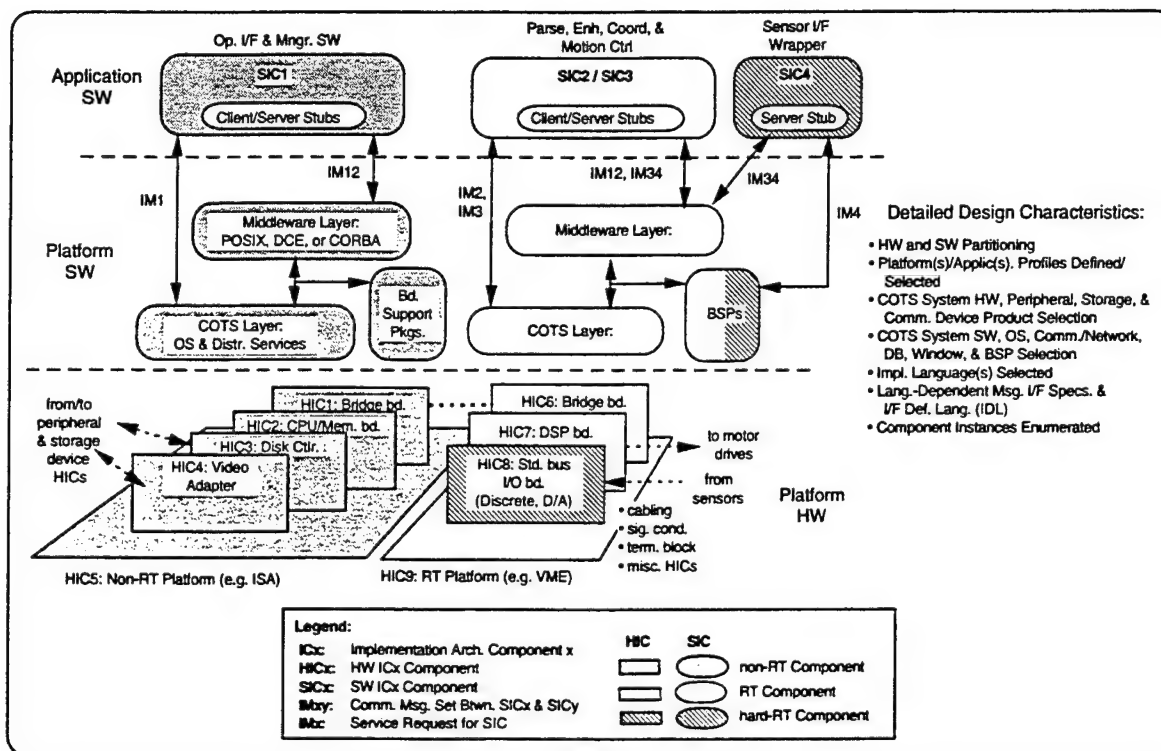 Op. I/F & Mngr. SW
Parse, Enh, Coord, &
Motion Ctrl
Sensor I/F
Wrapper
Application
SW
SIC1
Client/Server Stubs
SIC2 / SIC3
Client/Server Stubs
SIC4
Server Stub
IM1
IM12
IM2,
IM3
IM12, IM34
IM34
IM4
Platform
SW
Middleware Layer:
POSIX, DCE, or CORBA
Middleware Layer:
Bd.
Support
Pkgs.
BSPs
COTS Layer:
OS & Distr. Services
COTS Layer:
Detailed Design Characteristics:
• HW and SW Partitioning
• Platform(s)/Applic(s). Profiles Defined/
Selected
• COTS System HW, Peripheral, Storage, &
Comm. Device Product Selection
• COTS System SW, OS, Comm./Network,
DB, Window, & BSP Selection
• Impl. Language(s) Selected
• Lang.-Dependent Msg. I/F Specs. &
I/F Def. Lang. (IDL)
• Component Instances Enumerated
from/to
peripheral
& storage
device
HICs
HIC1: Bridge bd.
HIC2: CPU/Mem. bd.
HIC3: Disk Ctlr.
HIC4: Video
Adapter
HIC6: Bridge bd.
HIC7: DSP bd.
HIC8: Std. bus
I/O bd.
(Discrete, D/A)
to motor
drives
from
sensors
Platform
HW
• cabling
• sig. cond.
• term. block
• misc. HICs
HIC5: Non-RT Platform (e.g. ISA)
HIC9: RT Platform (e.g. VME)
Legend:
ICx: Implementation Arch. Component x
HICx: HW ICx Component
SICx: SW ICx Component
IMxy: Comm. Msg. Set Btwn. SICx & SICy
IMx: Service Request for SIC
HIC SIC
non-RT Component
RT Component
hard-RT Component